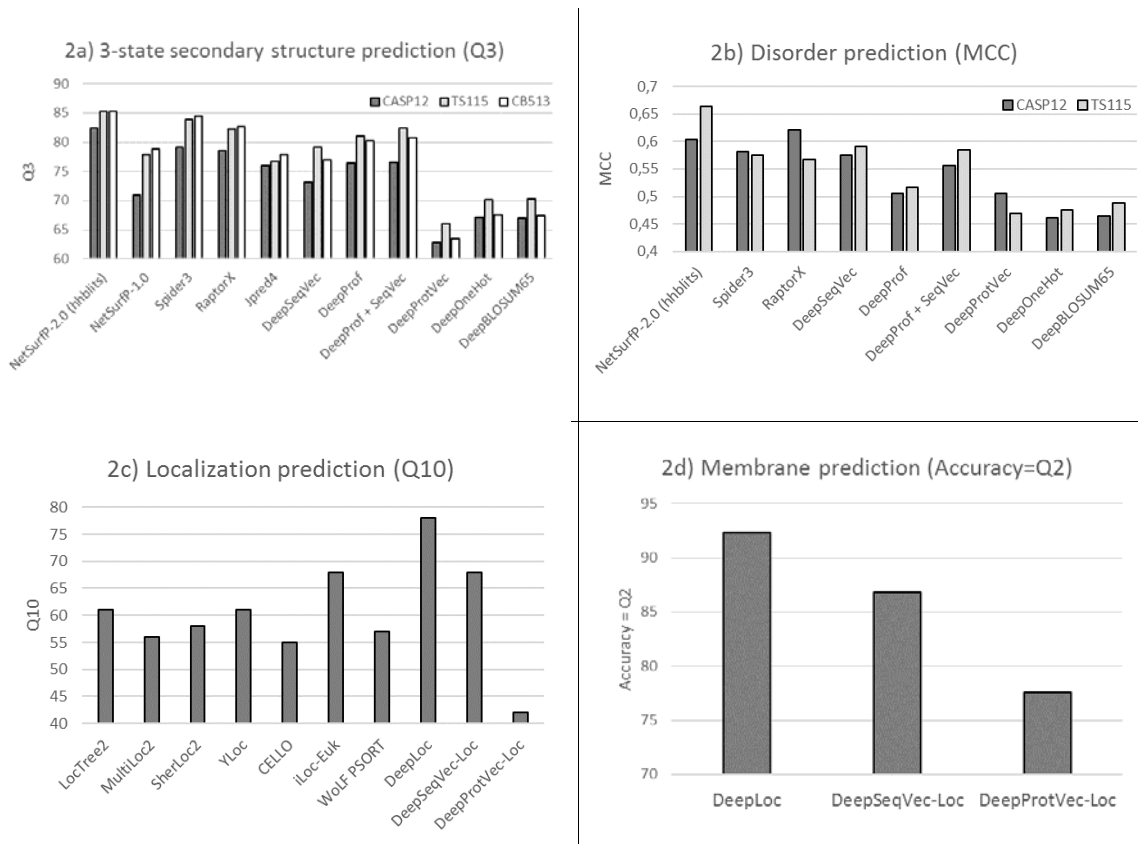 2a) 3-state secondary structure prediction (Q3)
90
85
80
75
70
65
60
Q3
CASP12 TS115 CB513
NetSurfP-2.0 (hhblits)
NetSurfP-1.0
Spider3
RaptorX
Jpred4
DeepSeqVec
DeepProf
DeepProf + SeqVec
DeepProtVec
DeepOneHot
DeepBLOSUM65
2b) Disorder prediction (MCC)
0,7
0,65
0,6
0,55
0,5
0,45
0,4
MCC
CASP12 TS115
NetSurfP-2.0 (hhblits)
Spider3
RaptorX
DeepSeqVec
DeepProf
DeepProf + SeqVec
DeepProtVec
DeepOneHot
DeepBLOSUM65
2c) Localization prediction (Q10)
80
75
70
65
60
55
50
45
40
Q10
LocTree2
MultiLoc2
SherLoc2
YLoc
CELLO
iLoc-Euk
WoLF PSORT
DeepLoc
DeepSeqVec-Loc
DeepProtVec-Loc
2d) Membrane prediction (Accuracy=Q2)
95
90
85
80
75
70
Accuracy = Q2
DeepLoc
DeepSeqVec-Loc
DeepProtVec-Loc